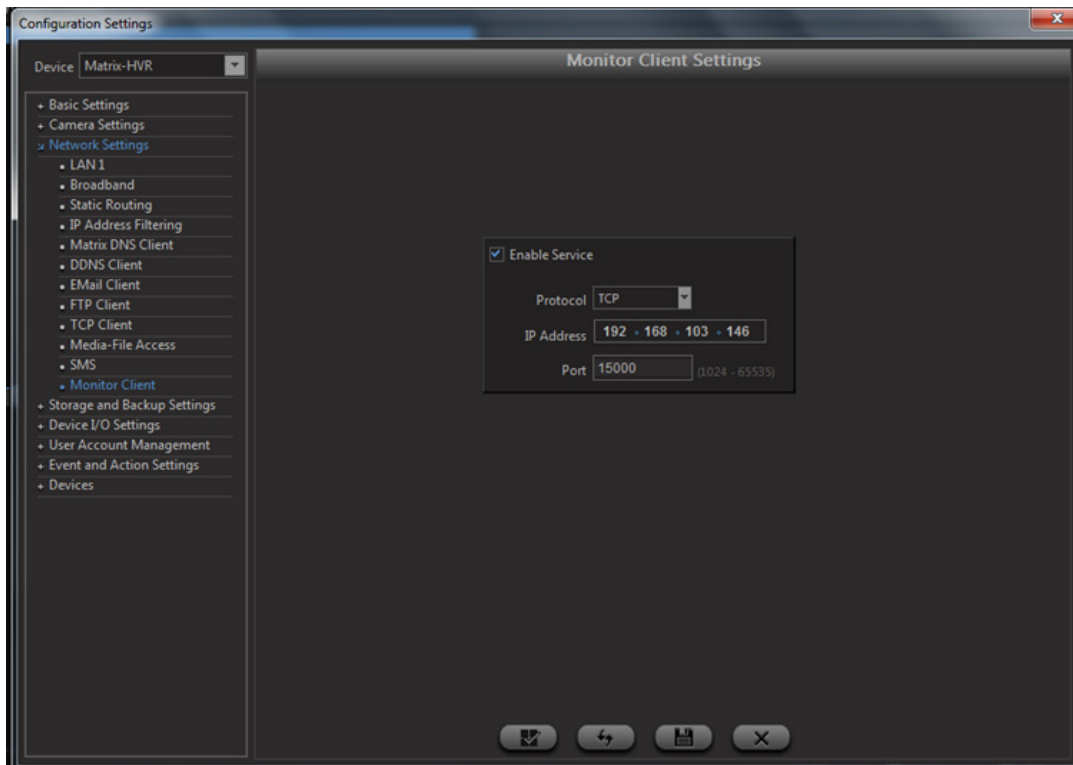 Configuration Settings
Device Matrix-HVR
Monitor Client Settings
+ Basic Settings
+ Camera Settings
Network Settings
LAN 1
Broadband
Static Routing
IP Address Filtering
Matrix DNS Client
DDNS Client
EMail Client
FTP Client
TCP Client
Media-File Access
SMS
Monitor Client
+ Storage and Backup Settings
+ Device I/O Settings
+ User Account Management
+ Event and Action Settings
+ Devices
Enable Service
Protocol TCP
IP Address 192 . 168 . 103 . 146
Port 15000 (1024 - 65535)